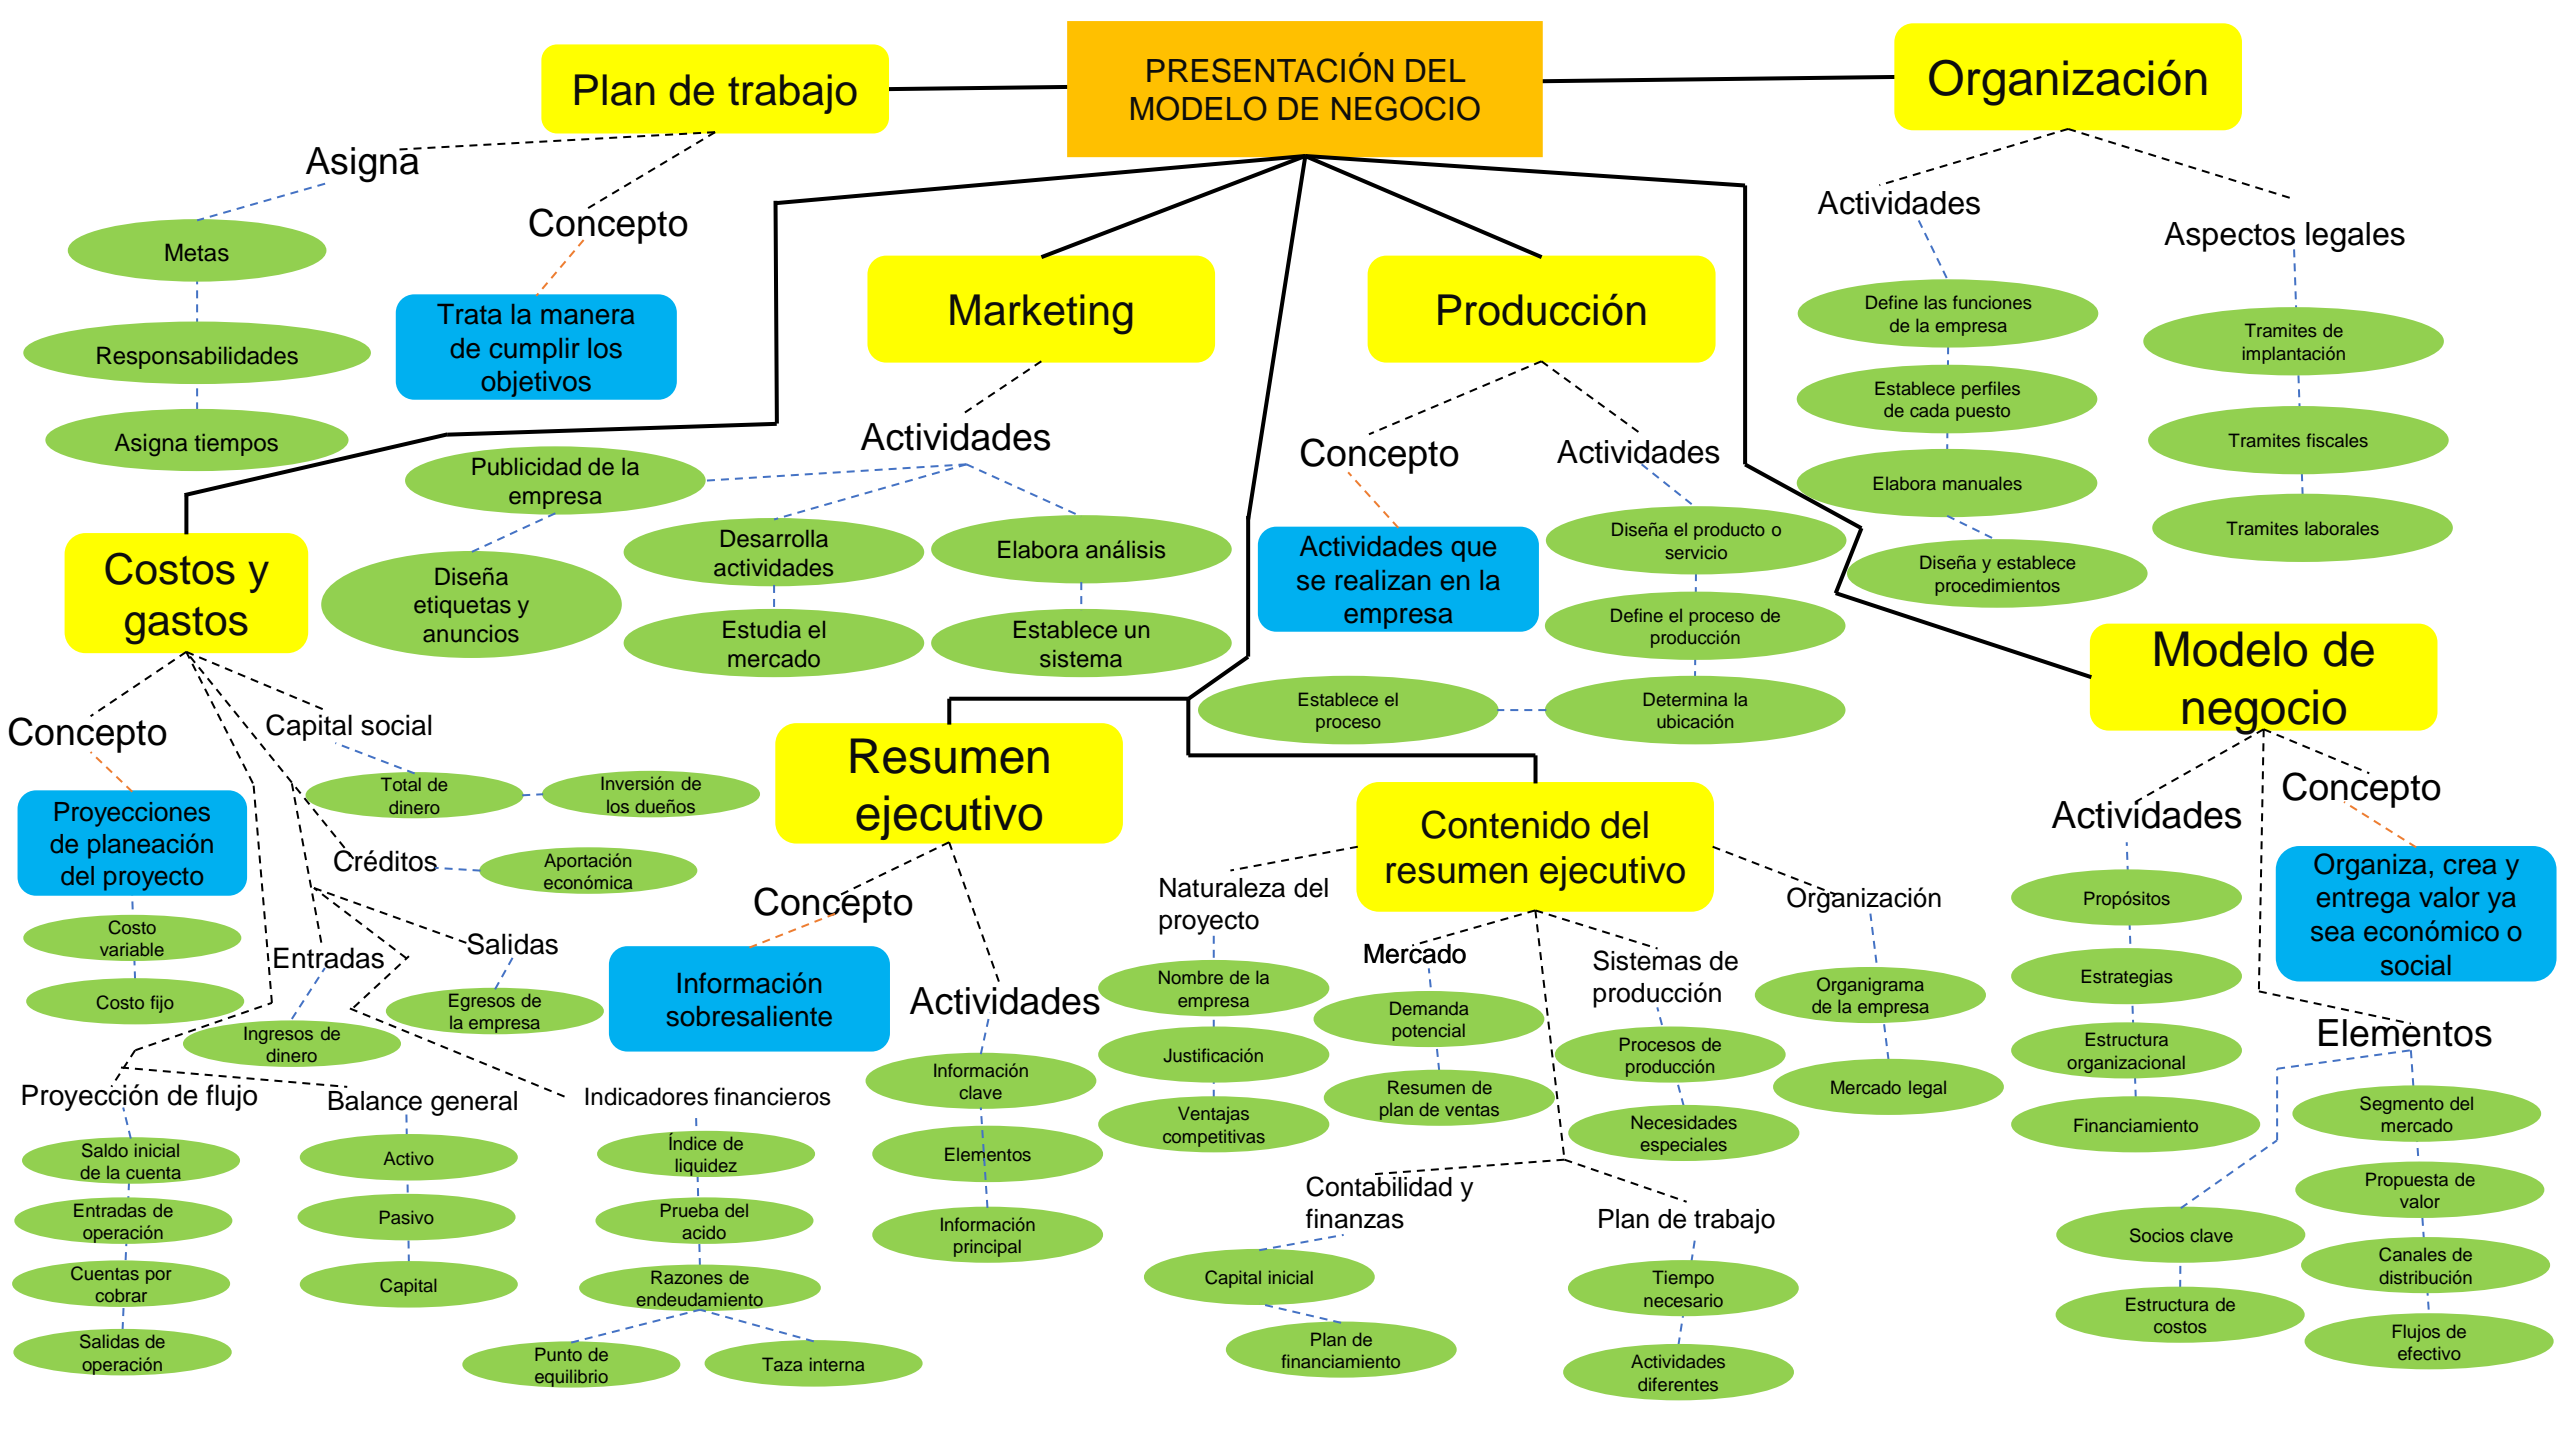 PRESENTACIÓN DEL
MODELO DE NEGOCIO
Plan de trabajo
Asigna
Metas
Responsabilidades
Asigna tiempos
Concepto
Trata la manera
de cumplir los
objetivos
Marketing
Actividades
Publicidad de la
empresa
Diseña
etiquetas y
anuncios
Desarrolla
actividades
Estudia el
mercado
Elabora análisis
Establece un
sistema
Producción
Concepto
Actividades que
se realizan en la
empresa
Actividades
Diseña el producto o
servicio
Define el proceso de
producción
Determina la
ubicación
Establece el
proceso
Organización
Actividades
Define las funciones
de la empresa
Establece perfiles
de cada puesto
Elabora manuales
Diseña y establece
procedimientos
Aspectos legales
Tramites de
implantación
Tramites fiscales
Tramites laborales
Costos y
gastos
Concepto
Proyecciones
de planeación
del proyecto
Costo
variable
Costo fijo
Capital social
Total de
dinero
Inversión de
los dueños
Créditos
Aportación
económica
Entradas
Ingresos de
dinero
Salidas
Egresos de
la empresa
Proyección de flujo
Saldo inicial
de la cuenta
Entradas de
operación
Cuentas por
cobrar
Salidas de
operación
Balance general
Activo
Pasivo
Capital
Indicadores financieros
Índice de
liquidez
Prueba del
acido
Razones de
endeudamiento
Punto de
equilibrio
Taza interna
Resumen
ejecutivo
Concepto
Información
sobresaliente
Actividades
Información
clave
Elementos
Información
principal
Contenido del
resumen ejecutivo
Naturaleza del
proyecto
Nombre de la
empresa
Justificación
Ventajas
competitivas
Mercado
Demanda
potencial
Resumen de
plan de ventas
Sistemas de
producción
Procesos de
producción
Necesidades
especiales
Organización
Organigrama
de la empresa
Mercado legal
Contabilidad y
finanzas
Capital inicial
Plan de
financiamiento
Plan de trabajo
Tiempo
necesario
Actividades
diferentes
Modelo de
negocio
Actividades
Propósitos
Estrategias
Estructura
organizacional
Financiamiento
Concepto
Organiza, crea y
entrega valor ya
sea económico o
social
Elementos
Segmento del
mercado
Propuesta de
valor
Canales de
distribución
Flujos de
efectivo
Socios clave
Estructura de
costos